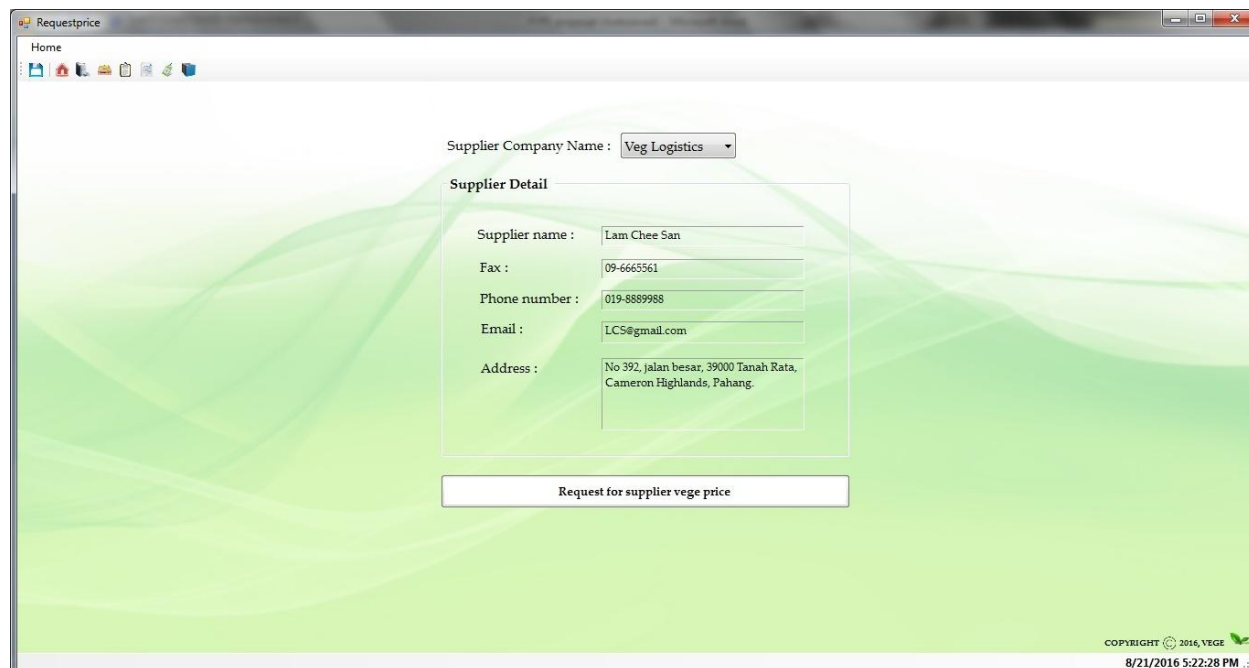 Requestprice
Home
Supplier Company Name : Veg Logistics
Supplier Detail
Supplier name : Lam Chee San
Fax : 09-6665561
Phone number : 019-8889988
Email : LCS@gmail.com
Address : No 392, jalan besar, 39000 Tanah Rata,
Cameron Highlands, Pahang.
Request for supplier vege price
COPYRIGHT © 2016, VEGE
8/21/2016 5:22:28 PM